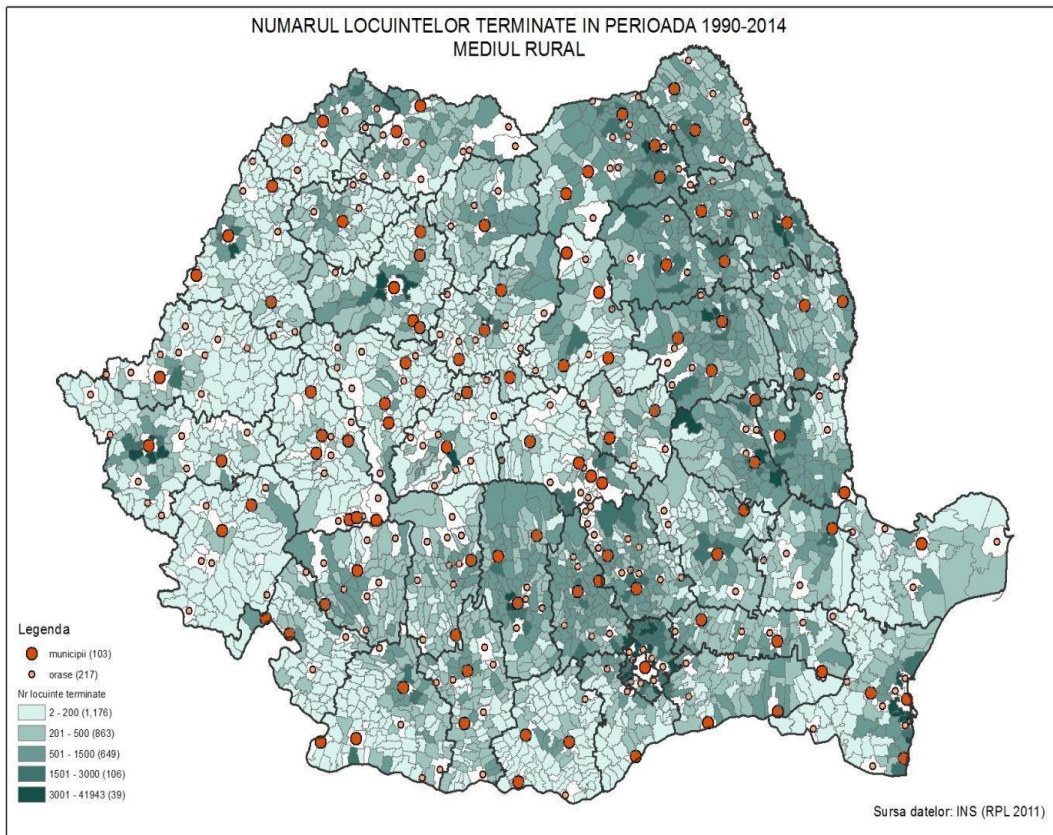 NUMARUL LOCUINTELOR TERMINATE IN PERIOADA 1990-2014
MEDIUL RURAL
Legenda
municipii (103)
orase (217)
Nr locuinte terminate
2 - 200 (1,176)
201 - 500 (863)
501 - 1500 (649)
1501 - 3000 (106)
3001 - 41943 (39)
Sursa datelor: INS (RPL 2011)